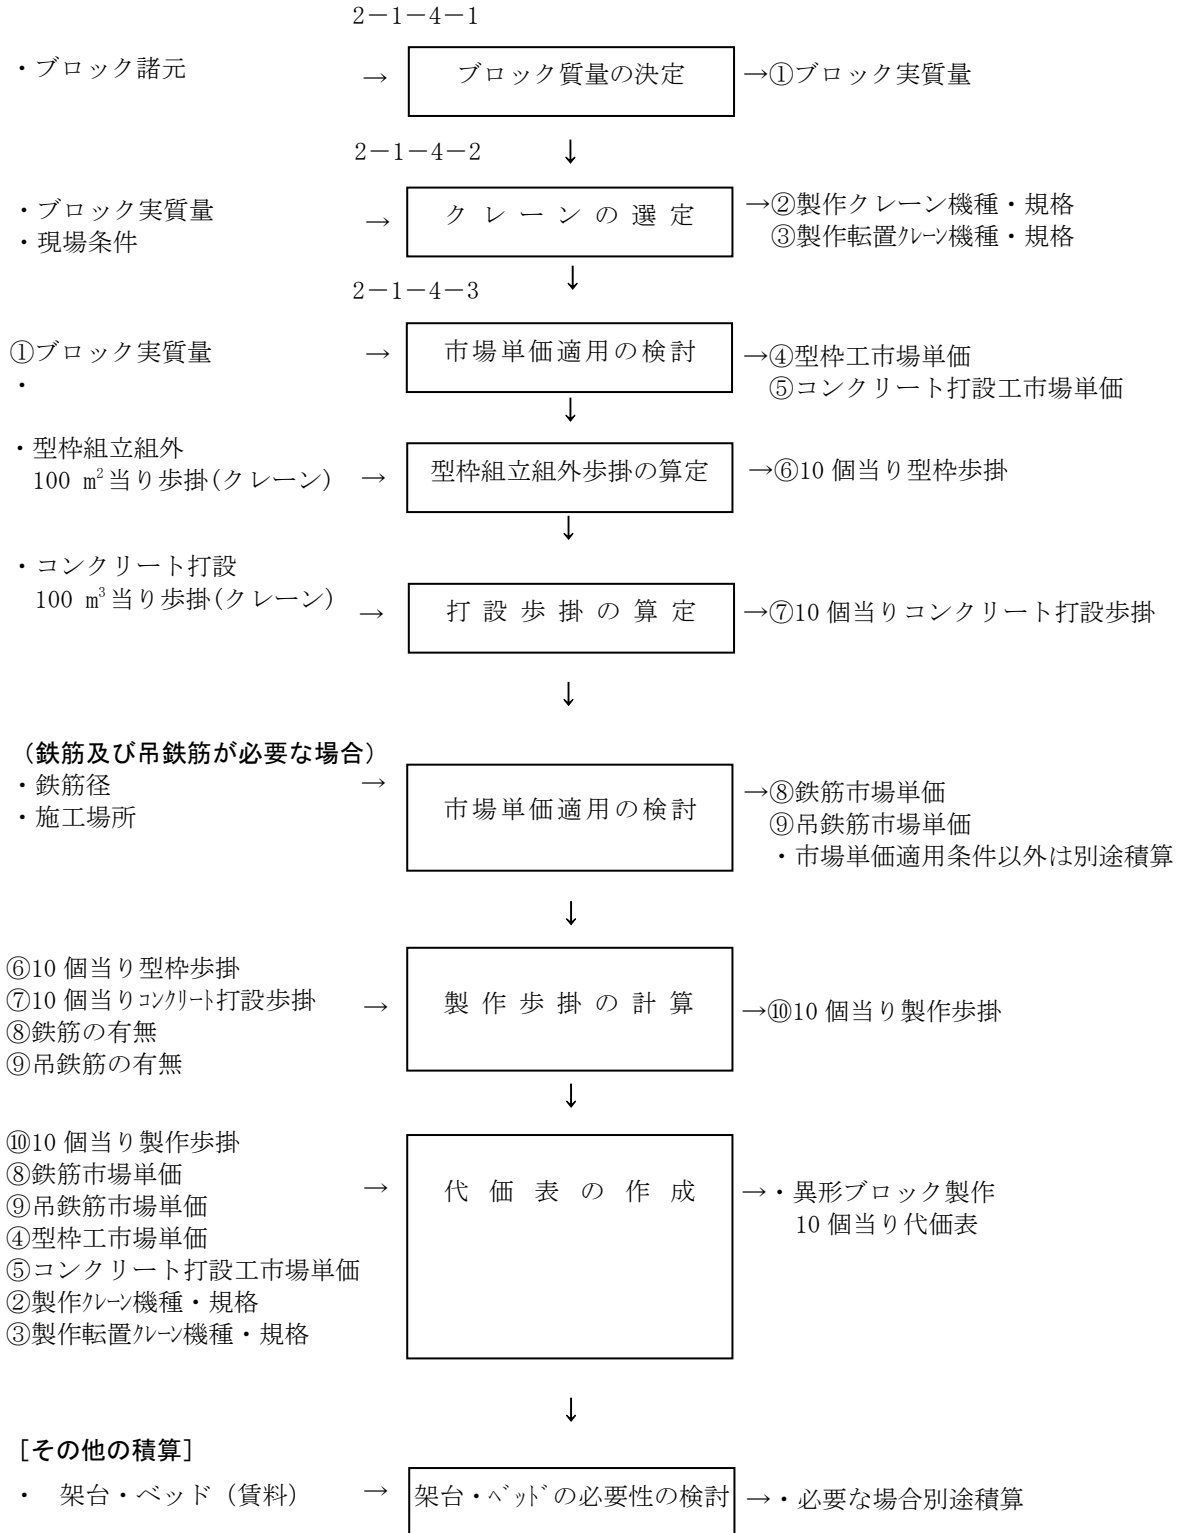 2－1－4－1
・ブロック諸元
→
ブロック質量の決定
→①ブロック実質量
↓
2－1－4－2
・ブロック実質量
・現場条件
→
クレーンの選定
→②製作クレーン機種・規格
③製作転置ｸﾚｰﾝ機種・規格
↓
2－1－4－3
①ブロック実質量
・
→
市場単価適用の検討
→④型枠工市場単価
⑤コンクリート打設工市場単価
↓
・型枠組立組外
100 m²当り歩掛(クレーン)
→
型枠組立組外歩掛の算定
→⑥10 個当り型枠歩掛
↓
・コンクリート打設
100 m³当り歩掛(クレーン)
→
打設歩掛の算定
→⑦10 個当りコンクリート打設歩掛
↓
（鉄筋及び吊鉄筋が必要な場合）
・鉄筋径
・施工場所
→
市場単価適用の検討
→⑧鉄筋市場単価
⑨吊鉄筋市場単価
・市場単価適用条件以外は別途積算
↓
⑥10 個当り型枠歩掛
⑦10 個当りｺﾝｸﾘｰﾄ打設歩掛
⑧鉄筋の有無
⑨吊鉄筋の有無
→
製作歩掛の計算
→⑩10 個当り製作歩掛
↓
⑩10 個当り製作歩掛
⑧鉄筋市場単価
⑨吊鉄筋市場単価
④型枠工市場単価
⑤コンクリート打設工市場単価
②製作ｸﾚｰﾝ機種・規格
③製作転置ｸﾚｰﾝ機種・規格
→
代価表の作成
→・異形ブロック製作
10 個当り代価表
↓
［その他の積算］
・ 架台・ベッド（賃料）
→
架台・ﾍﾞｯﾄﾞの必要性の検討
→・必要な場合別途積算